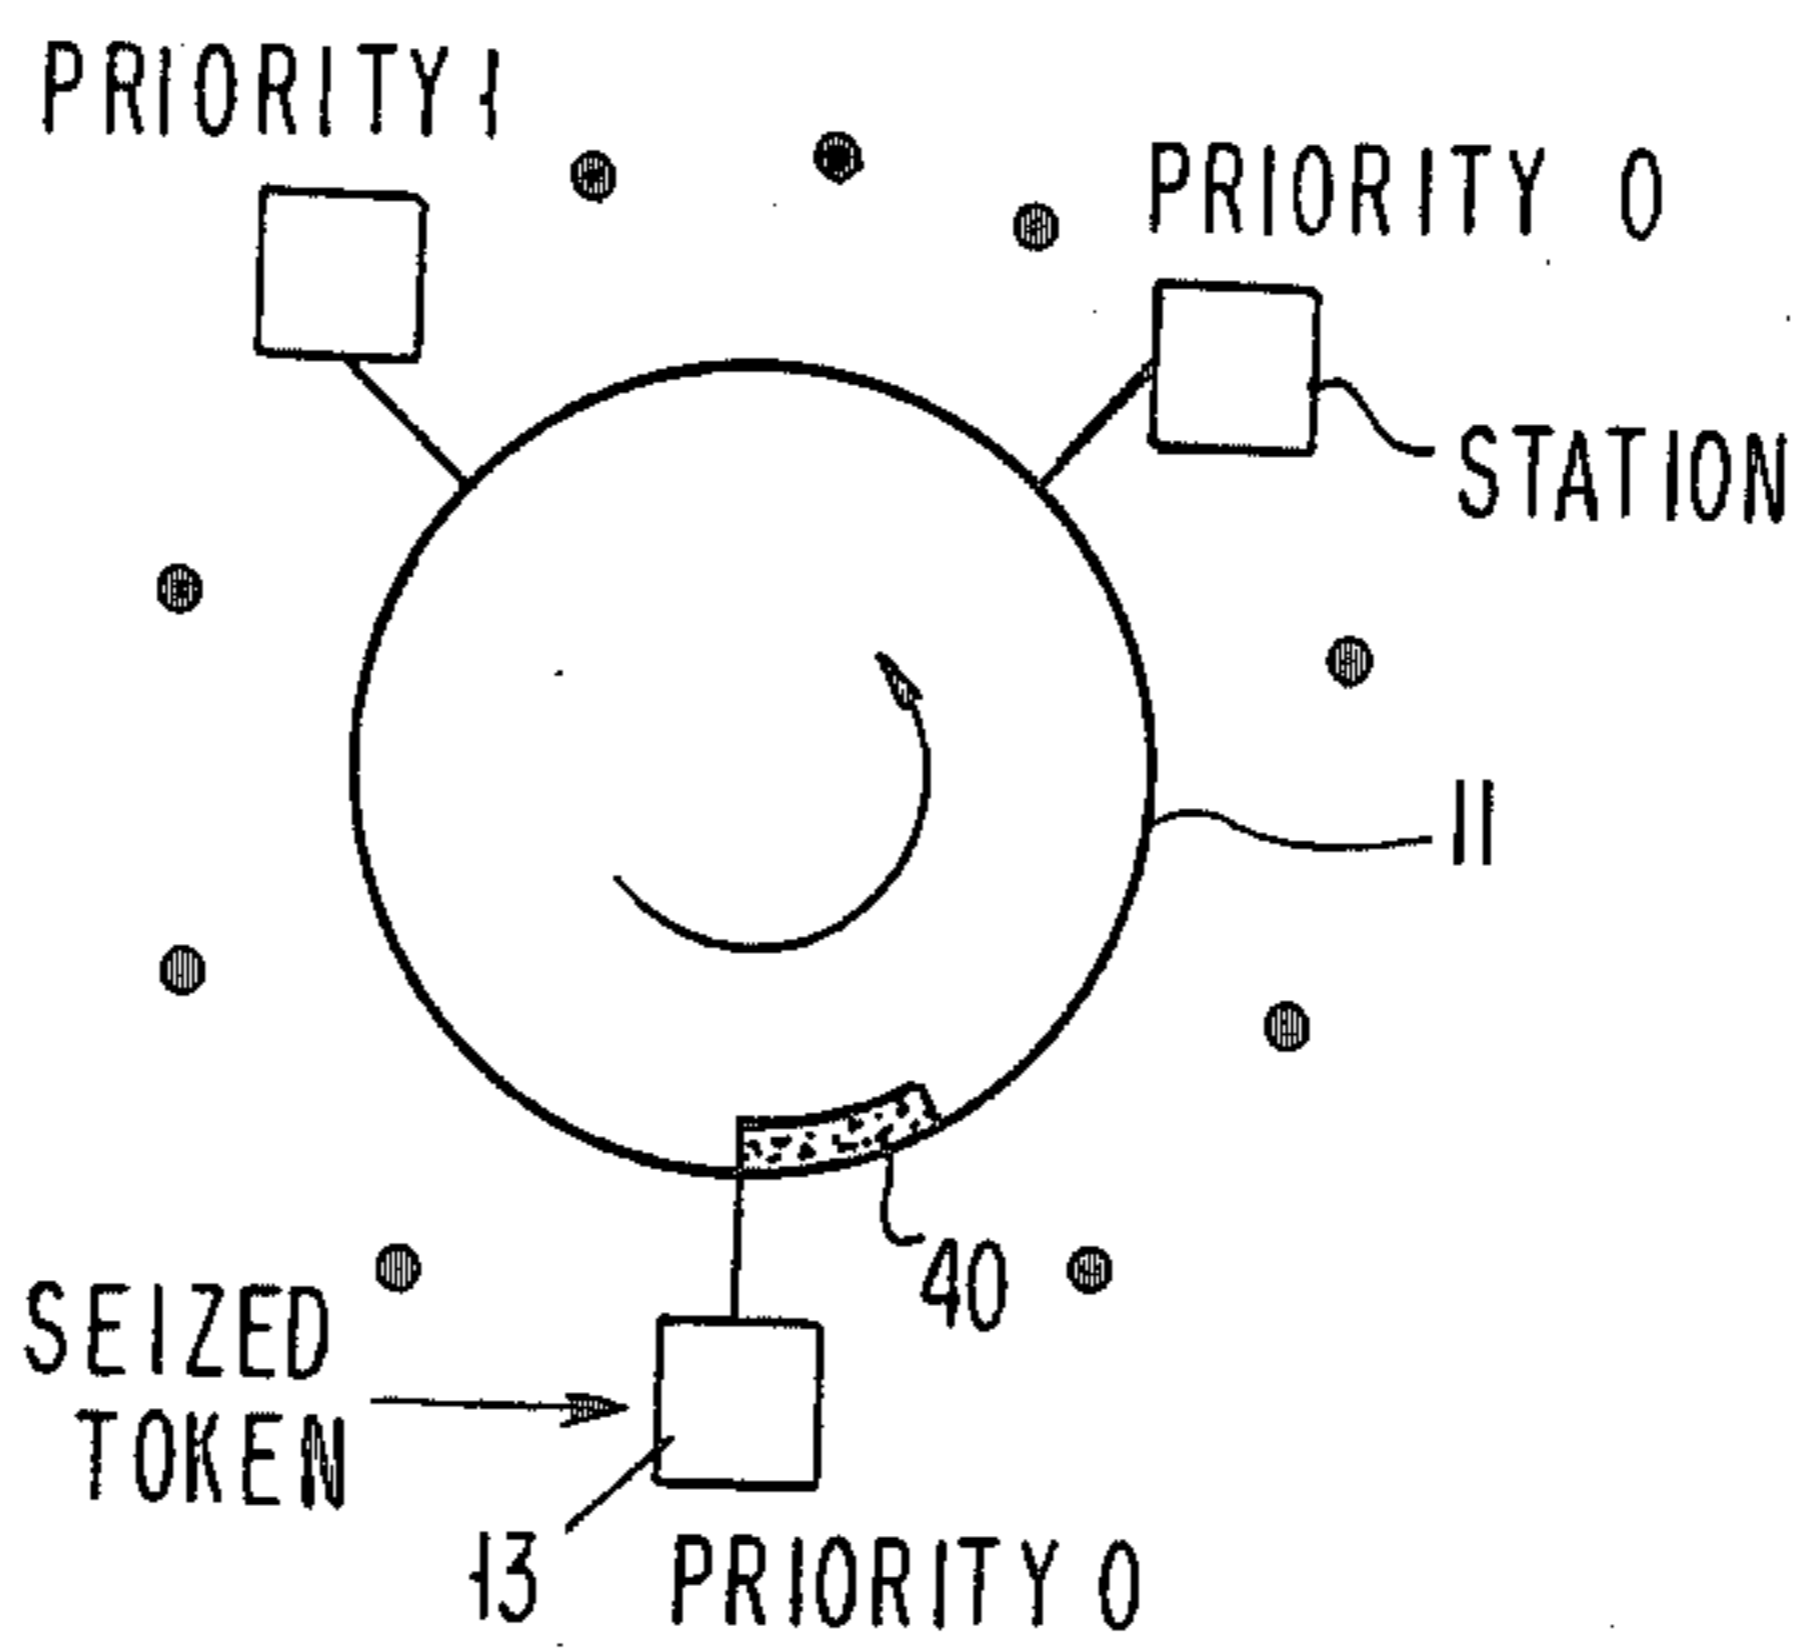 PRIORITY 1
PRIORITY 0
STATION
11
40
SEIZED
TOKEN
13
PRIORITY 0